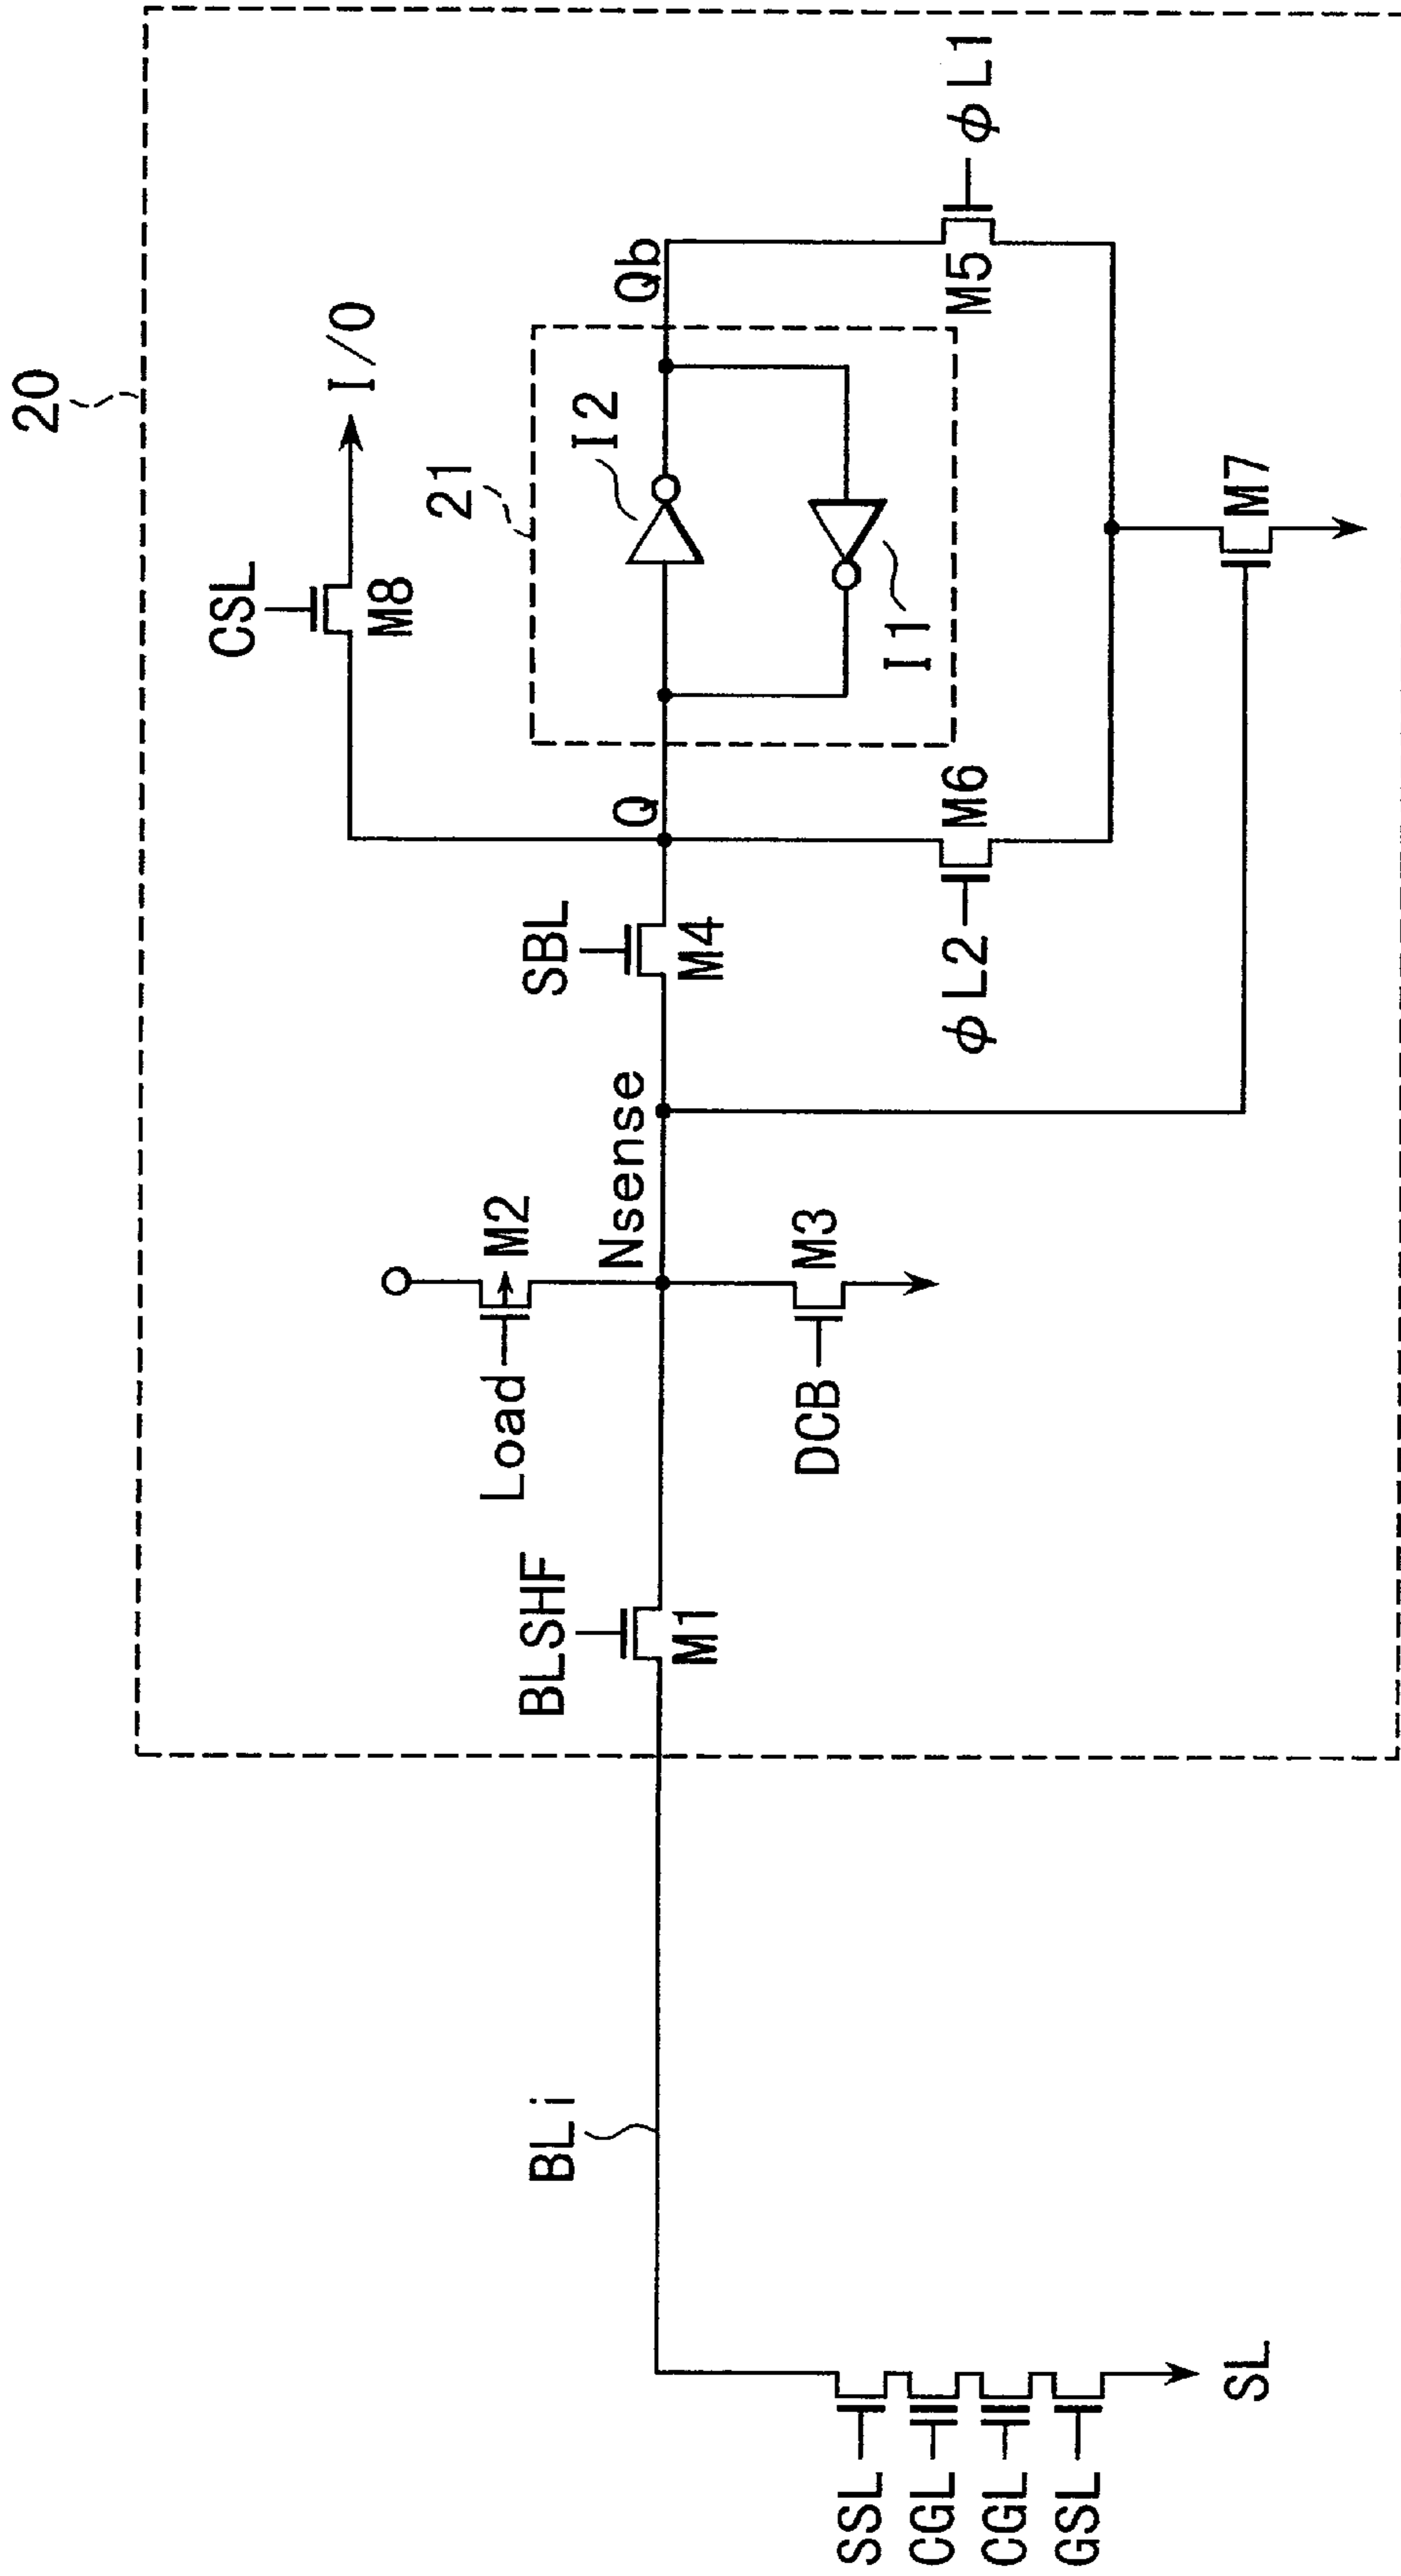 20
CSL
I/O
M8
21
I2
Qb
I1
Q
φL1
M5
SBL
M4
M6
φL2
M7
Nsense
M2
Load
M3
DCB
BLSHF
M1
BLi
SSL
CGL
CGL
GSL
SL